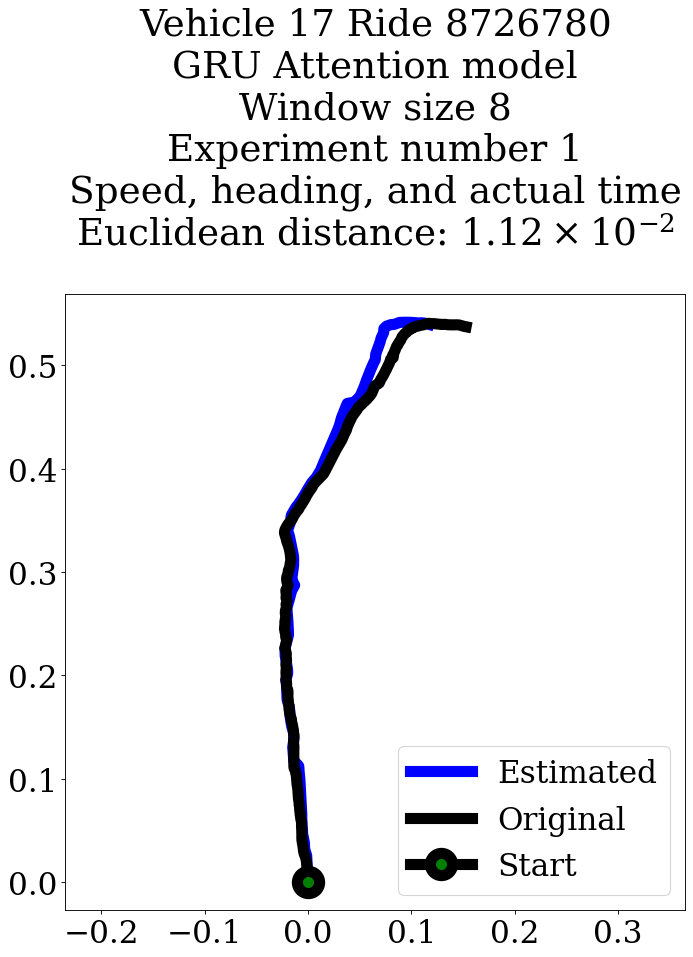 Vehicle 17 Ride 8726780
GRU Attention model
Window size 8
Experiment number 1
Speed, heading, and actual time
Euclidean distance: 1.12 × 10⁻²
0.5
0.4
0.3
0.2
0.1
0.0
Estimated
Original
Start
−0.2 −0.1 0.0 0.1 0.2 0.3